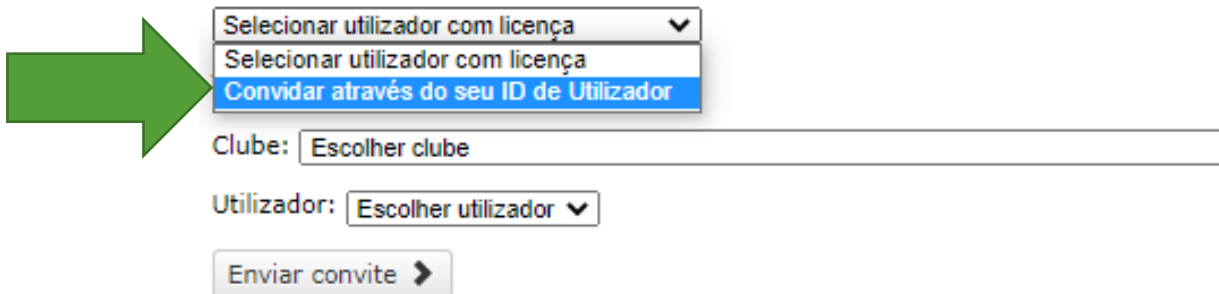 Selecionar utilizador com licença
Selecionar utilizador com licença
Convidar através do seu ID de Utilizador
Clube: Escolher clube
Utilizador: Escolher utilizador
Enviar convite